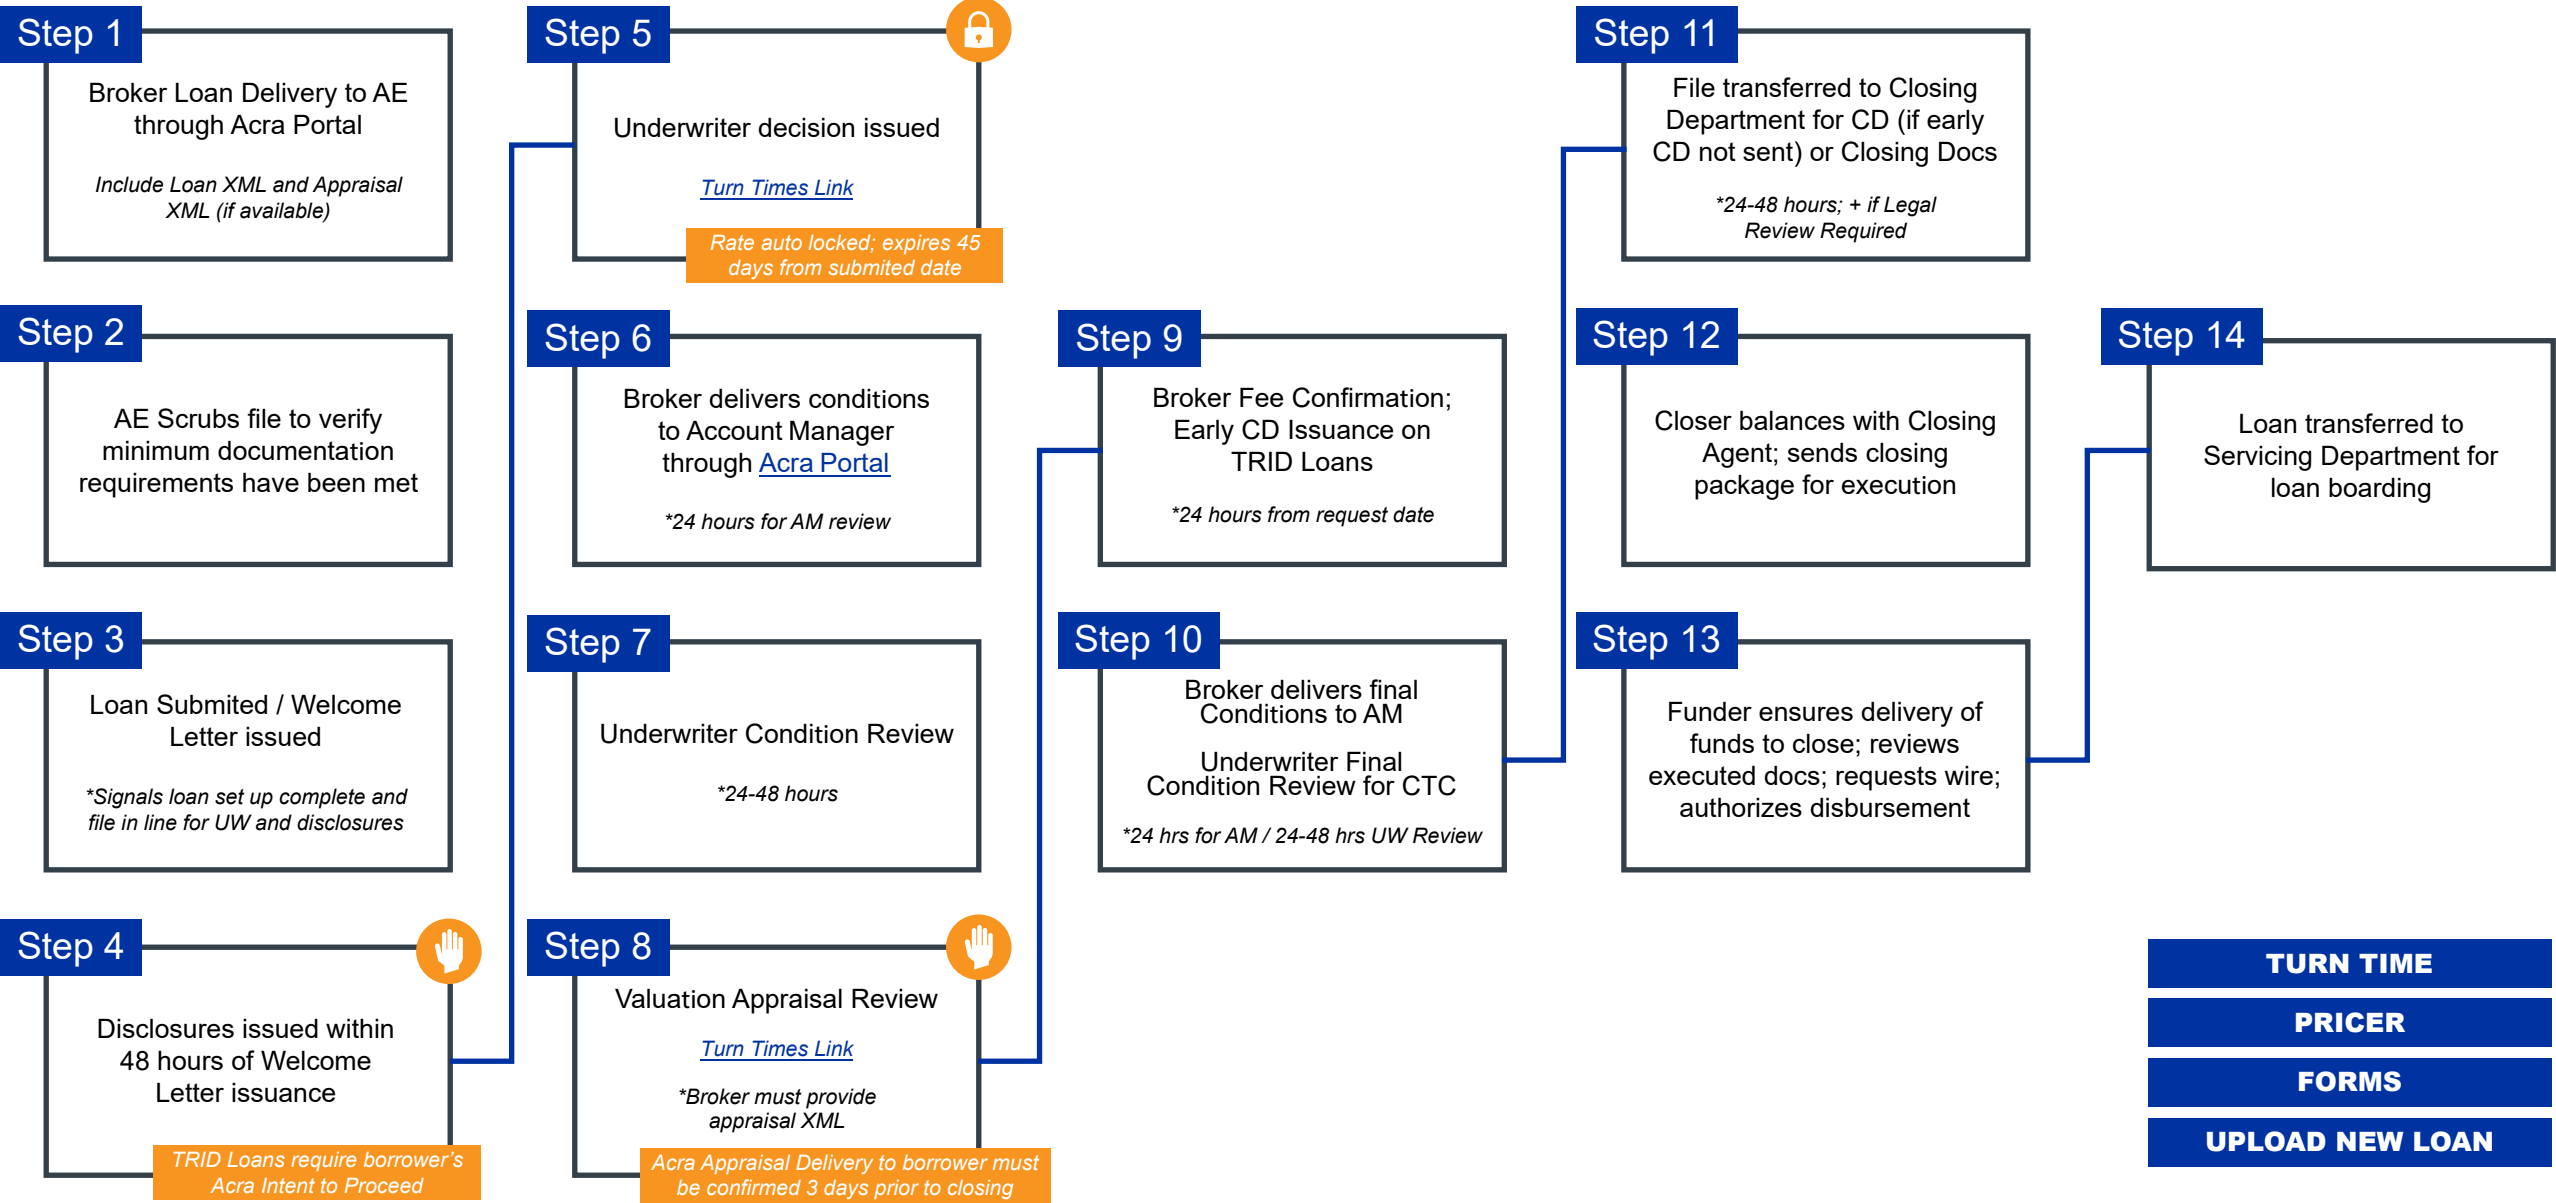 Step 1
Broker Loan Delivery to AE
through Acra Portal
Include Loan XML and Appraisal
XML (if available)
Step 2
AE Scrubs file to verify
minimum documentation
requirements have been met
Step 3
Loan Submited / Welcome
Letter issued
*Signals loan set up complete and
file in line for UW and disclosures
Step 4
Disclosures issued within
48 hours of Welcome
Letter issuance
TRID Loans require borrower's
Acra Intent to Proceed
Step 5
Underwriter decision issued
Turn Times Link
Rate auto locked; expires 45
days from submited date
Step 6
Broker delivers conditions
to Account Manager
through Acra Portal
*24 hours for AM review
Step 7
Underwriter Condition Review
*24-48 hours
Step 8
Valuation Appraisal Review
Turn Times Link
*Broker must provide
appraisal XML
Acra Appraisal Delivery to borrower must
be confirmed 3 days prior to closing
Step 9
Broker Fee Confirmation;
Early CD Issuance on
TRID Loans
*24 hours from request date
Step 10
Broker delivers final
Conditions to AM
Underwriter Final
Condition Review for CTC
*24 hrs for AM / 24-48 hrs UW Review
Step 11
File transferred to Closing
Department for CD (if early
CD not sent) or Closing Docs
*24-48 hours; + if Legal
Review Required
Step 12
Closer balances with Closing
Agent; sends closing
package for execution
Step 13
Funder ensures delivery of
funds to close; reviews
executed docs; requests wire;
authorizes disbursement
Step 14
Loan transferred to
Servicing Department for
loan boarding
TURN TIME
PRICER
FORMS
UPLOAD NEW LOAN